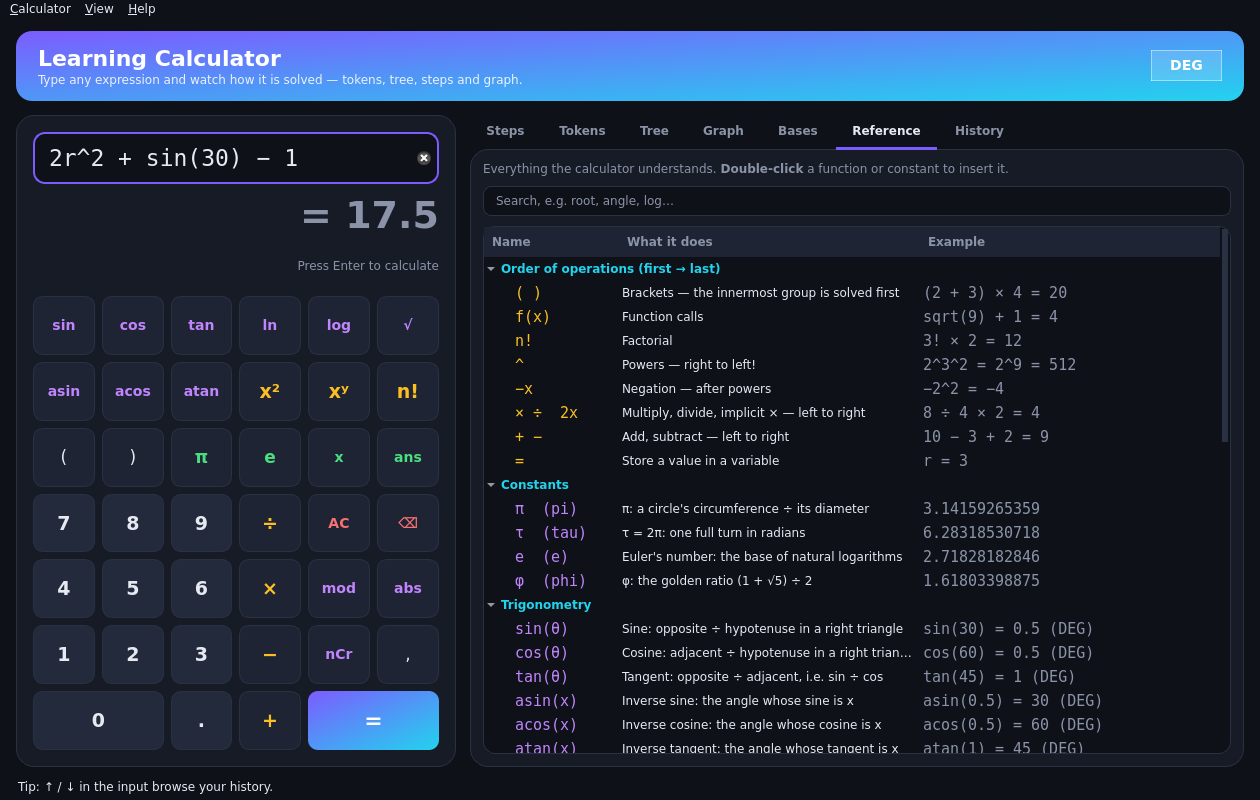 Calculator View Help
Learning Calculator
Type any expression and watch how it is solved — tokens, tree, steps and graph.
DEG
2r^2 + sin(30) − 1
= 17.5
Press Enter to calculate
sin cos tan ln log √
asin acos atan x² xʸ n!
( ) π e x ans
7 8 9 ÷ AC ⌫
4 5 6 × mod abs
1 2 3 − nCr ,
0 . + =
Steps Tokens Tree Graph Bases Reference History
Everything the calculator understands. Double-click a function or constant to insert it.
Search, e.g. root, angle, log…
Name What it does Example
Order of operations (first → last)
( ) Brackets — the innermost group is solved first (2 + 3) × 4 = 20
f(x) Function calls sqrt(9) + 1 = 4
n! Factorial 3! × 2 = 12
^ Powers — right to left! 2^3^2 = 2^9 = 512
−x Negation — after powers −2^2 = −4
× ÷ 2x Multiply, divide, implicit × — left to right 8 ÷ 4 × 2 = 4
+ − Add, subtract — left to right 10 − 3 + 2 = 9
= Store a value in a variable r = 3
Constants
π (pi) π: a circle's circumference ÷ its diameter 3.14159265359
τ (tau) τ = 2π: one full turn in radians 6.28318530718
e (e) Euler's number: the base of natural logarithms 2.71828182846
φ (phi) φ: the golden ratio (1 + √5) ÷ 2 1.61803398875
Trigonometry
sin(θ) Sine: opposite ÷ hypotenuse in a right triangle sin(30) = 0.5 (DEG)
cos(θ) Cosine: adjacent ÷ hypotenuse in a right trian… cos(60) = 0.5 (DEG)
tan(θ) Tangent: opposite ÷ adjacent, i.e. sin ÷ cos tan(45) = 1 (DEG)
asin(x) Inverse sine: the angle whose sine is x asin(0.5) = 30 (DEG)
acos(x) Inverse cosine: the angle whose cosine is x acos(0.5) = 60 (DEG)
atan(x) Inverse tangent: the angle whose tangent is x atan(1) = 45 (DEG)
Tip: ↑ / ↓ in the input browse your history.